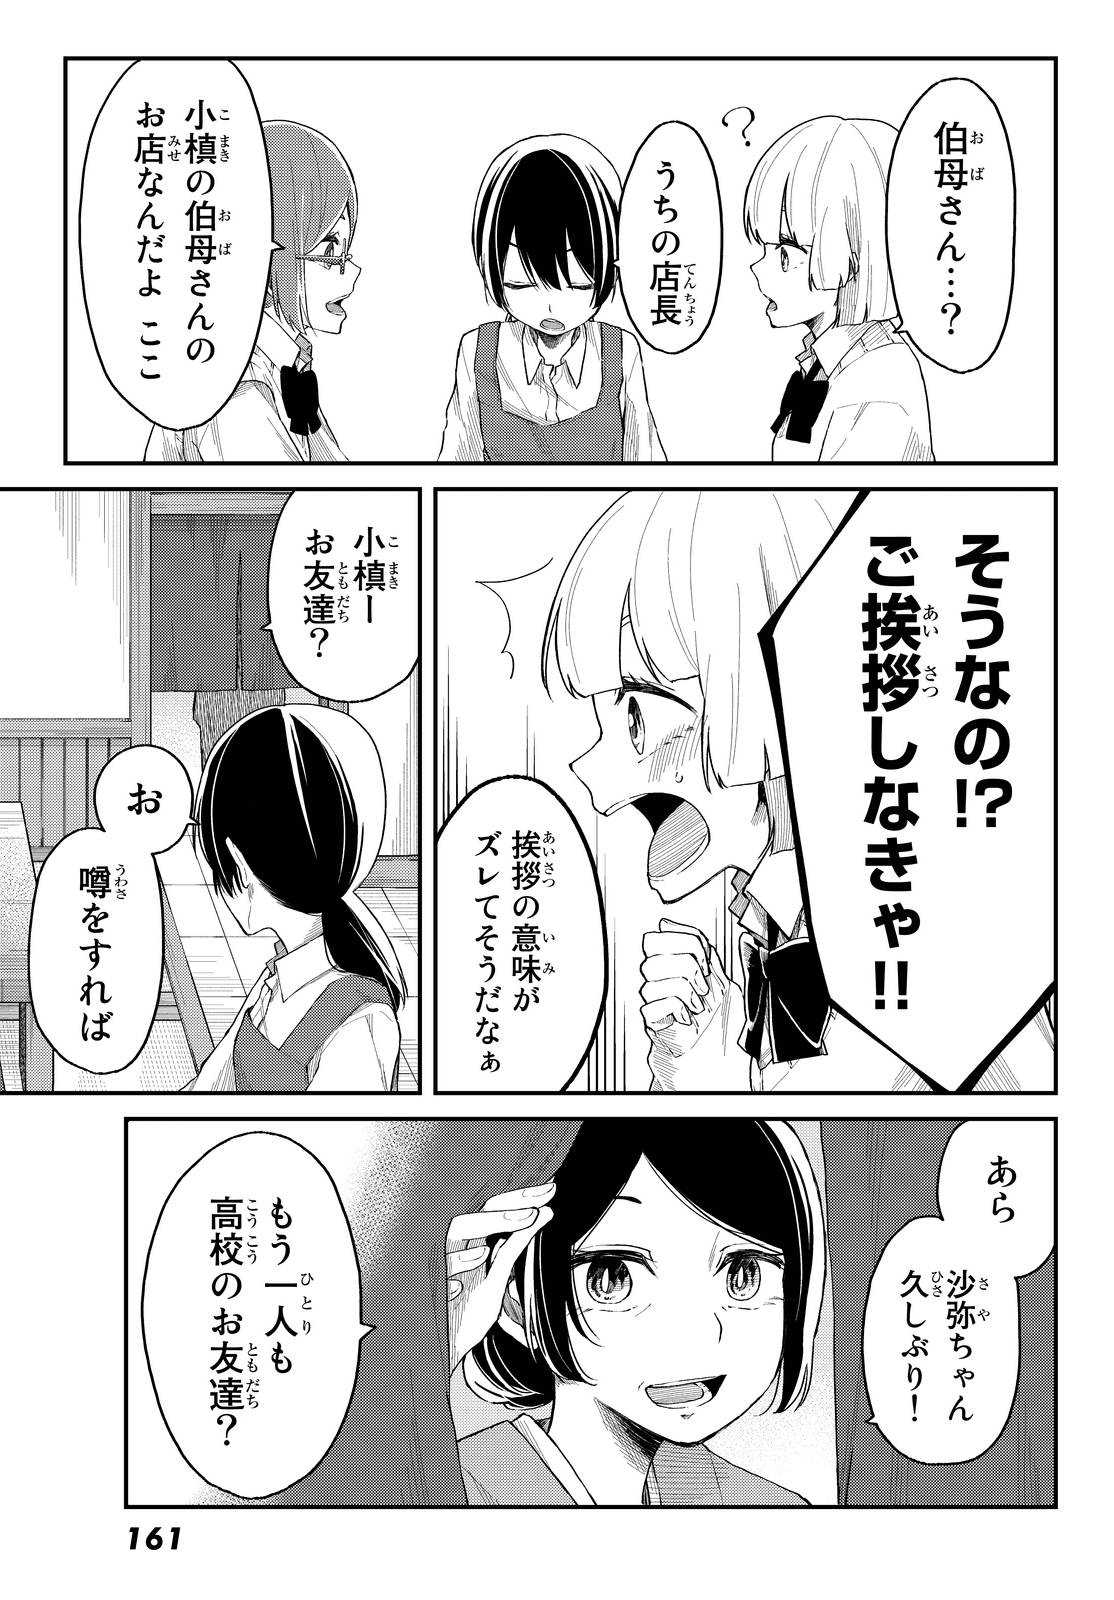 伯母さん…？
？
うちの店長
小槙の伯母さんの
お店なんだよ ここ
そうなの!?
ご挨拶しなきゃ!!
挨拶の意味が
ズレてそうだなぁ
小槙ー
お友達？
お
噂をすれば
あら
沙弥ちゃん
久しぶり！
もう一人も
高校のお友達？
161